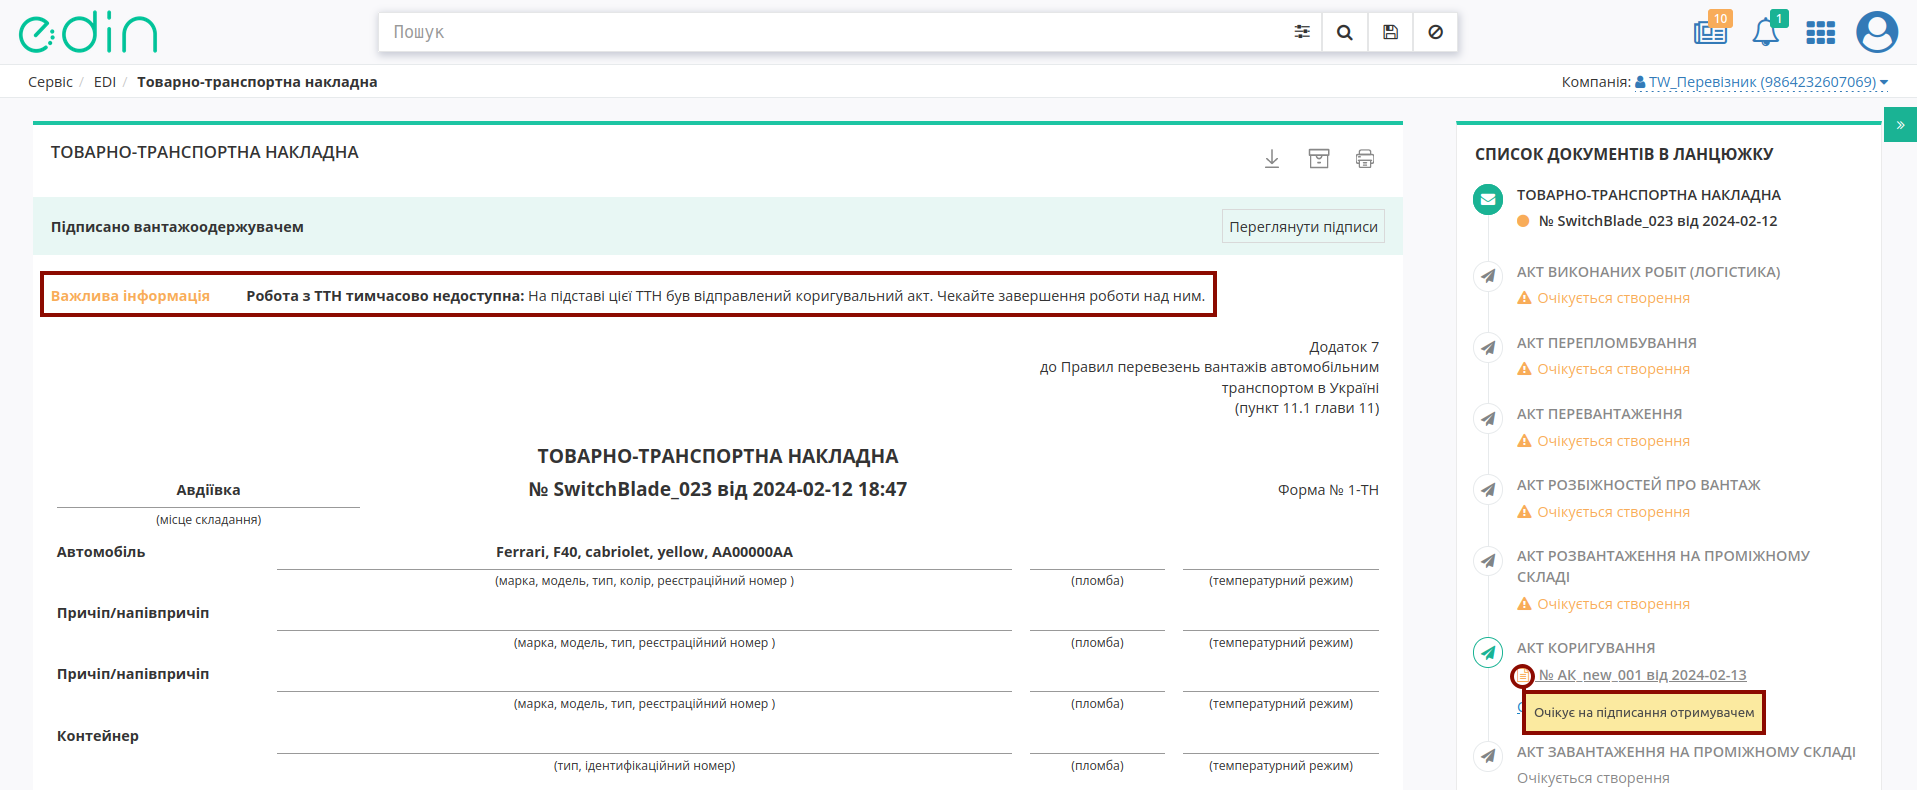 edin
Пошук
10
1
Сервіс / EDI / Товарно-транспортна накладна
Компанія: TW_Перевізник (9864232607069)
ТОВАРНО-ТРАНСПОРТНА НАКЛАДНА
Підписано вантажоодержувачем
Переглянути підписи
Важлива інформація Робота з ТТН тимчасово недоступна: На підставі цієї ТТН був відправлений коригувальний акт. Чекайте завершення роботи над ним.
Додаток 7
до Правил перевезень вантажів автомобільним
транспортом в Україні
(пункт 11.1 глави 11)
ТОВАРНО-ТРАНСПОРТНА НАКЛАДНА
Авдіївка
№ SwitchBlade_023 від 2024-02-12 18:47
Форма № 1-ТН
(місце складання)
Автомобіль
Ferrari, F40, cabriolet, yellow, AA00000AA
(марка, модель, тип, колір, реєстраційний номер )
(пломба)
(температурний режим)
Причіп/напівпричіп
(марка, модель, тип, реєстраційний номер )
(пломба)
(температурний режим)
Причіп/напівпричіп
(марка, модель, тип, реєстраційний номер )
(пломба)
(температурний режим)
Контейнер
(тип, ідентифікаційний номер)
(пломба)
(температурний режим)
»
СПИСОК ДОКУМЕНТІВ В ЛАНЦЮЖКУ
ТОВАРНО-ТРАНСПОРТНА НАКЛАДНА
№ SwitchBlade_023 від 2024-02-12
АКТ ВИКОНАНИХ РОБІТ (ЛОГІСТИКА)
Очікується створення
АКТ ПЕРЕПЛОМБУВАННЯ
Очікується створення
АКТ ПЕРЕВАНТАЖЕННЯ
Очікується створення
АКТ РОЗБІЖНОСТЕЙ ПРО ВАНТАЖ
Очікується створення
АКТ РОЗВАНТАЖЕННЯ НА ПРОМІЖНОМУ
СКЛАДІ
Очікується створення
АКТ КОРИГУВАННЯ
№ АК_new_001 від 2024-02-13
Очікує на підписання отримувачем
АКТ ЗАВАНТАЖЕННЯ НА ПРОМІЖНОМУ СКЛАДІ
Очікується створення